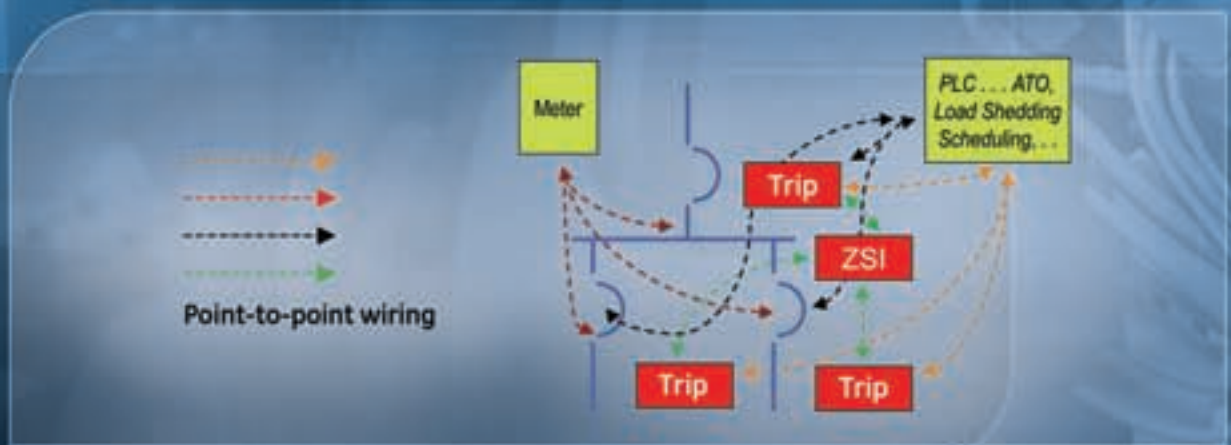 Meter
PLC . . . ATO,
Load Shedding
Scheduling, . .
Trip
ZSI
Point-to-point wiring
Trip
Trip